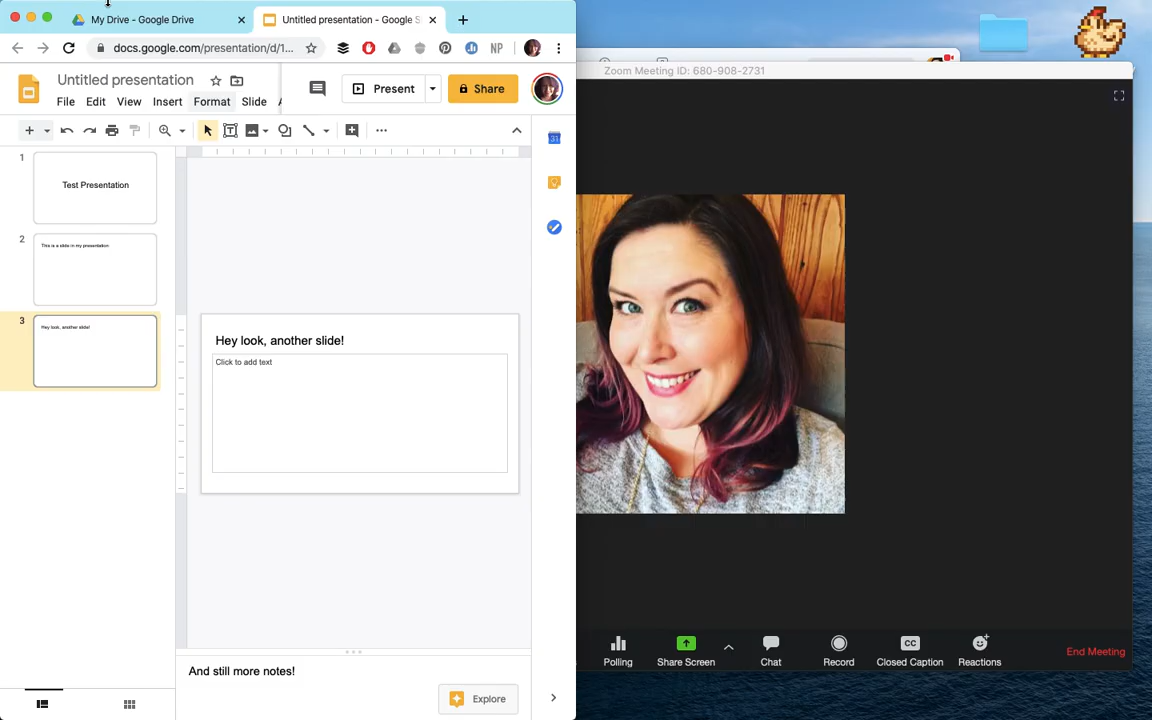 My Drive - Google Drive
Untitled presentation - Google S
docs.google.com/presentation/d/1...
NP
Zoom Meeting ID: 680-908-2731
Untitled presentation
Present
Share
File Edit View Insert Format Slide
31
1
Test Presentation
2
This is a slide in my presentation
3
Hey look, another slide!
Hey look, another slide!
Click to add text
And still more notes!
Explore
Polling
Share Screen
Chat
Record
CC
Closed Caption
Reactions
End Meeting